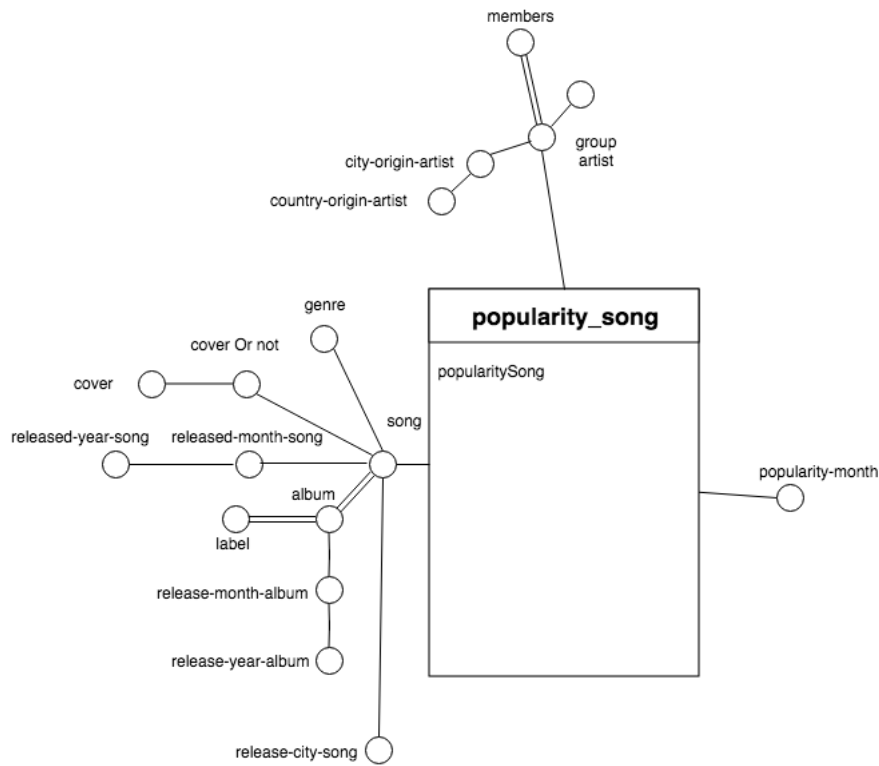 members
group
artist
city-origin-artist
country-origin-artist
popularity_song
popularitySong
genre
cover Or not
cover
song
released-year-song
released-month-song
popularity-month
album
label
release-month-album
release-year-album
release-city-song